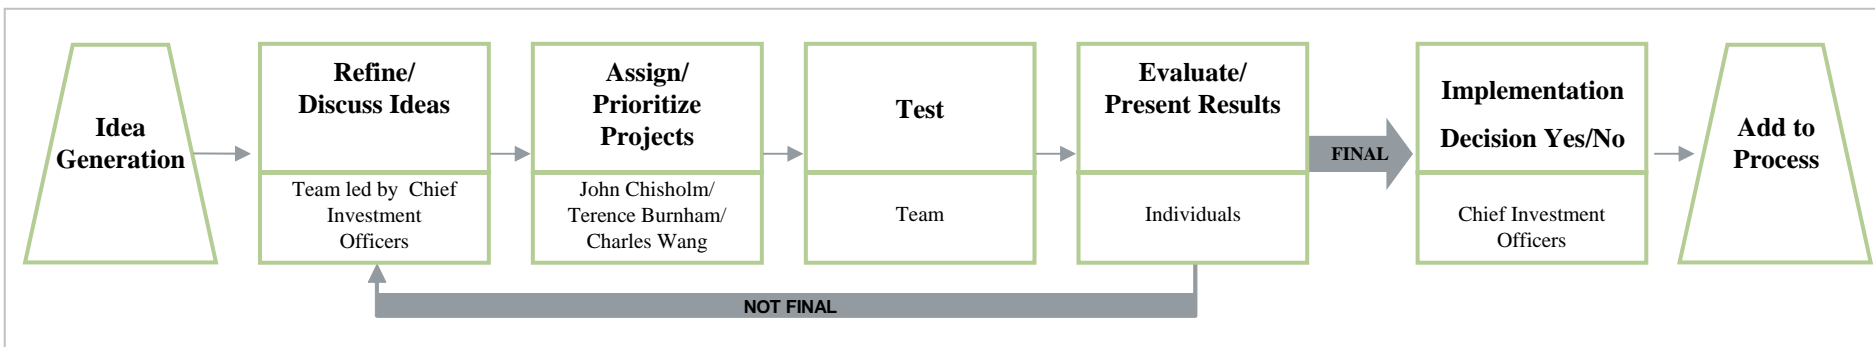 Idea
Generation
Refine/
Discuss Ideas
Team led by  Chief
Investment
Officers
Assign/
Prioritize
Projects
John Chisholm/
Terence Burnham/
Charles Wang
Test
Team
Evaluate/
Present Results
Individuals
FINAL
Implementation
Decision Yes/No
Chief Investment
Officers
Add to
Process
NOT FINAL